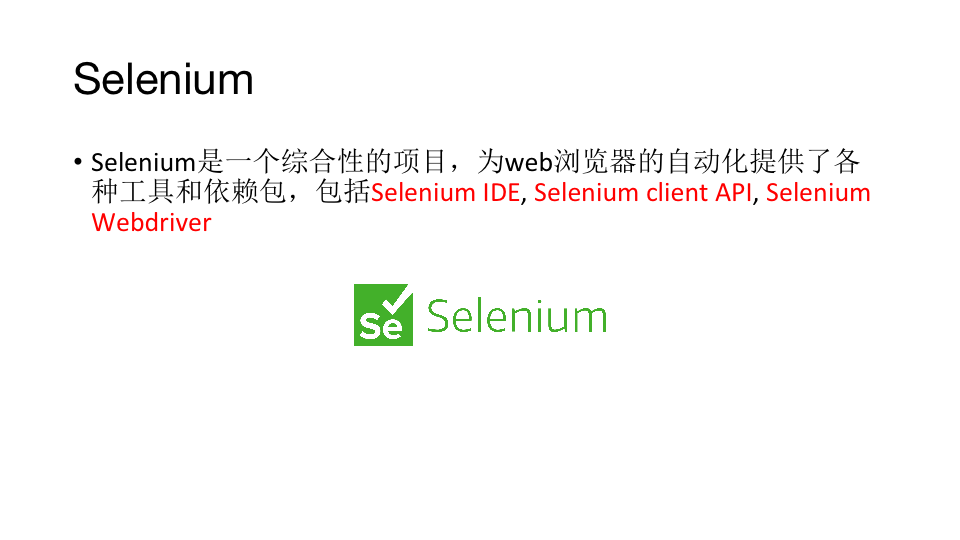 Selenium
• Selenium是一个综合性的项目，为web浏览器的自动化提供了各
种工具和依赖包，包括Selenium IDE, Selenium client API, Selenium
Webdriver
Se Selenium